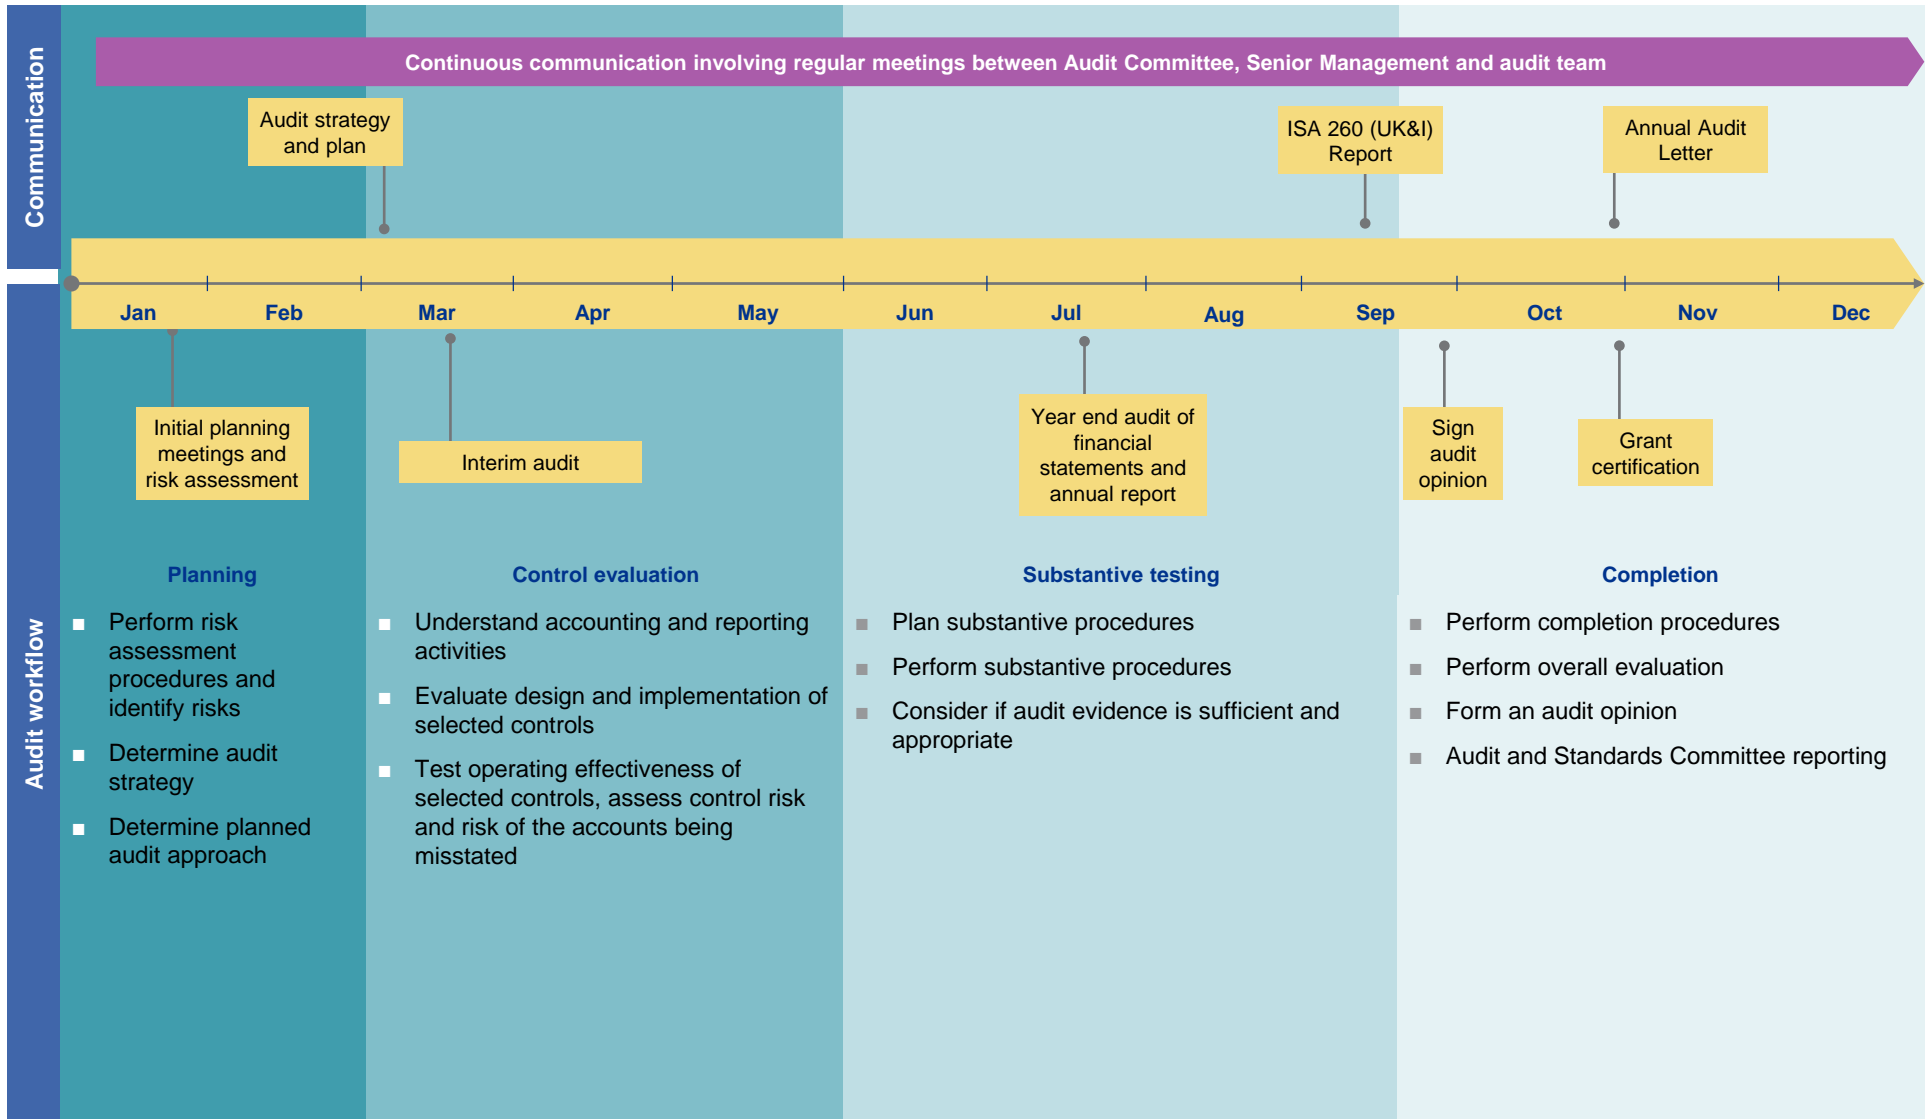 Communication
Continuous communication involving regular meetings between Audit Committee, Senior Management and audit team
Audit strategy
and plan
ISA 260 (UK&I)
Report
Annual Audit
Letter
Jan
Feb
Mar
Apr
May
Jun
Jul
Aug
Sep
Oct
Nov
Dec
Audit workflow
Initial planning
meetings and
risk assessment
Interim audit
Year end audit of
financial
statements and
annual report
Sign
audit
opinion
Grant
certification
Planning
Perform risk
assessment
procedures and
identify risks
Determine audit
strategy
Determine planned
audit approach
Control evaluation
Understand accounting and reporting
activities
Evaluate design and implementation of
selected controls
Test operating effectiveness of
selected controls, assess control risk
and risk of the accounts being
misstated
Substantive testing
Plan substantive procedures
Perform substantive procedures
Consider if audit evidence is sufficient and
appropriate
Completion
Perform completion procedures
Perform overall evaluation
Form an audit opinion
Audit and Standards Committee reporting